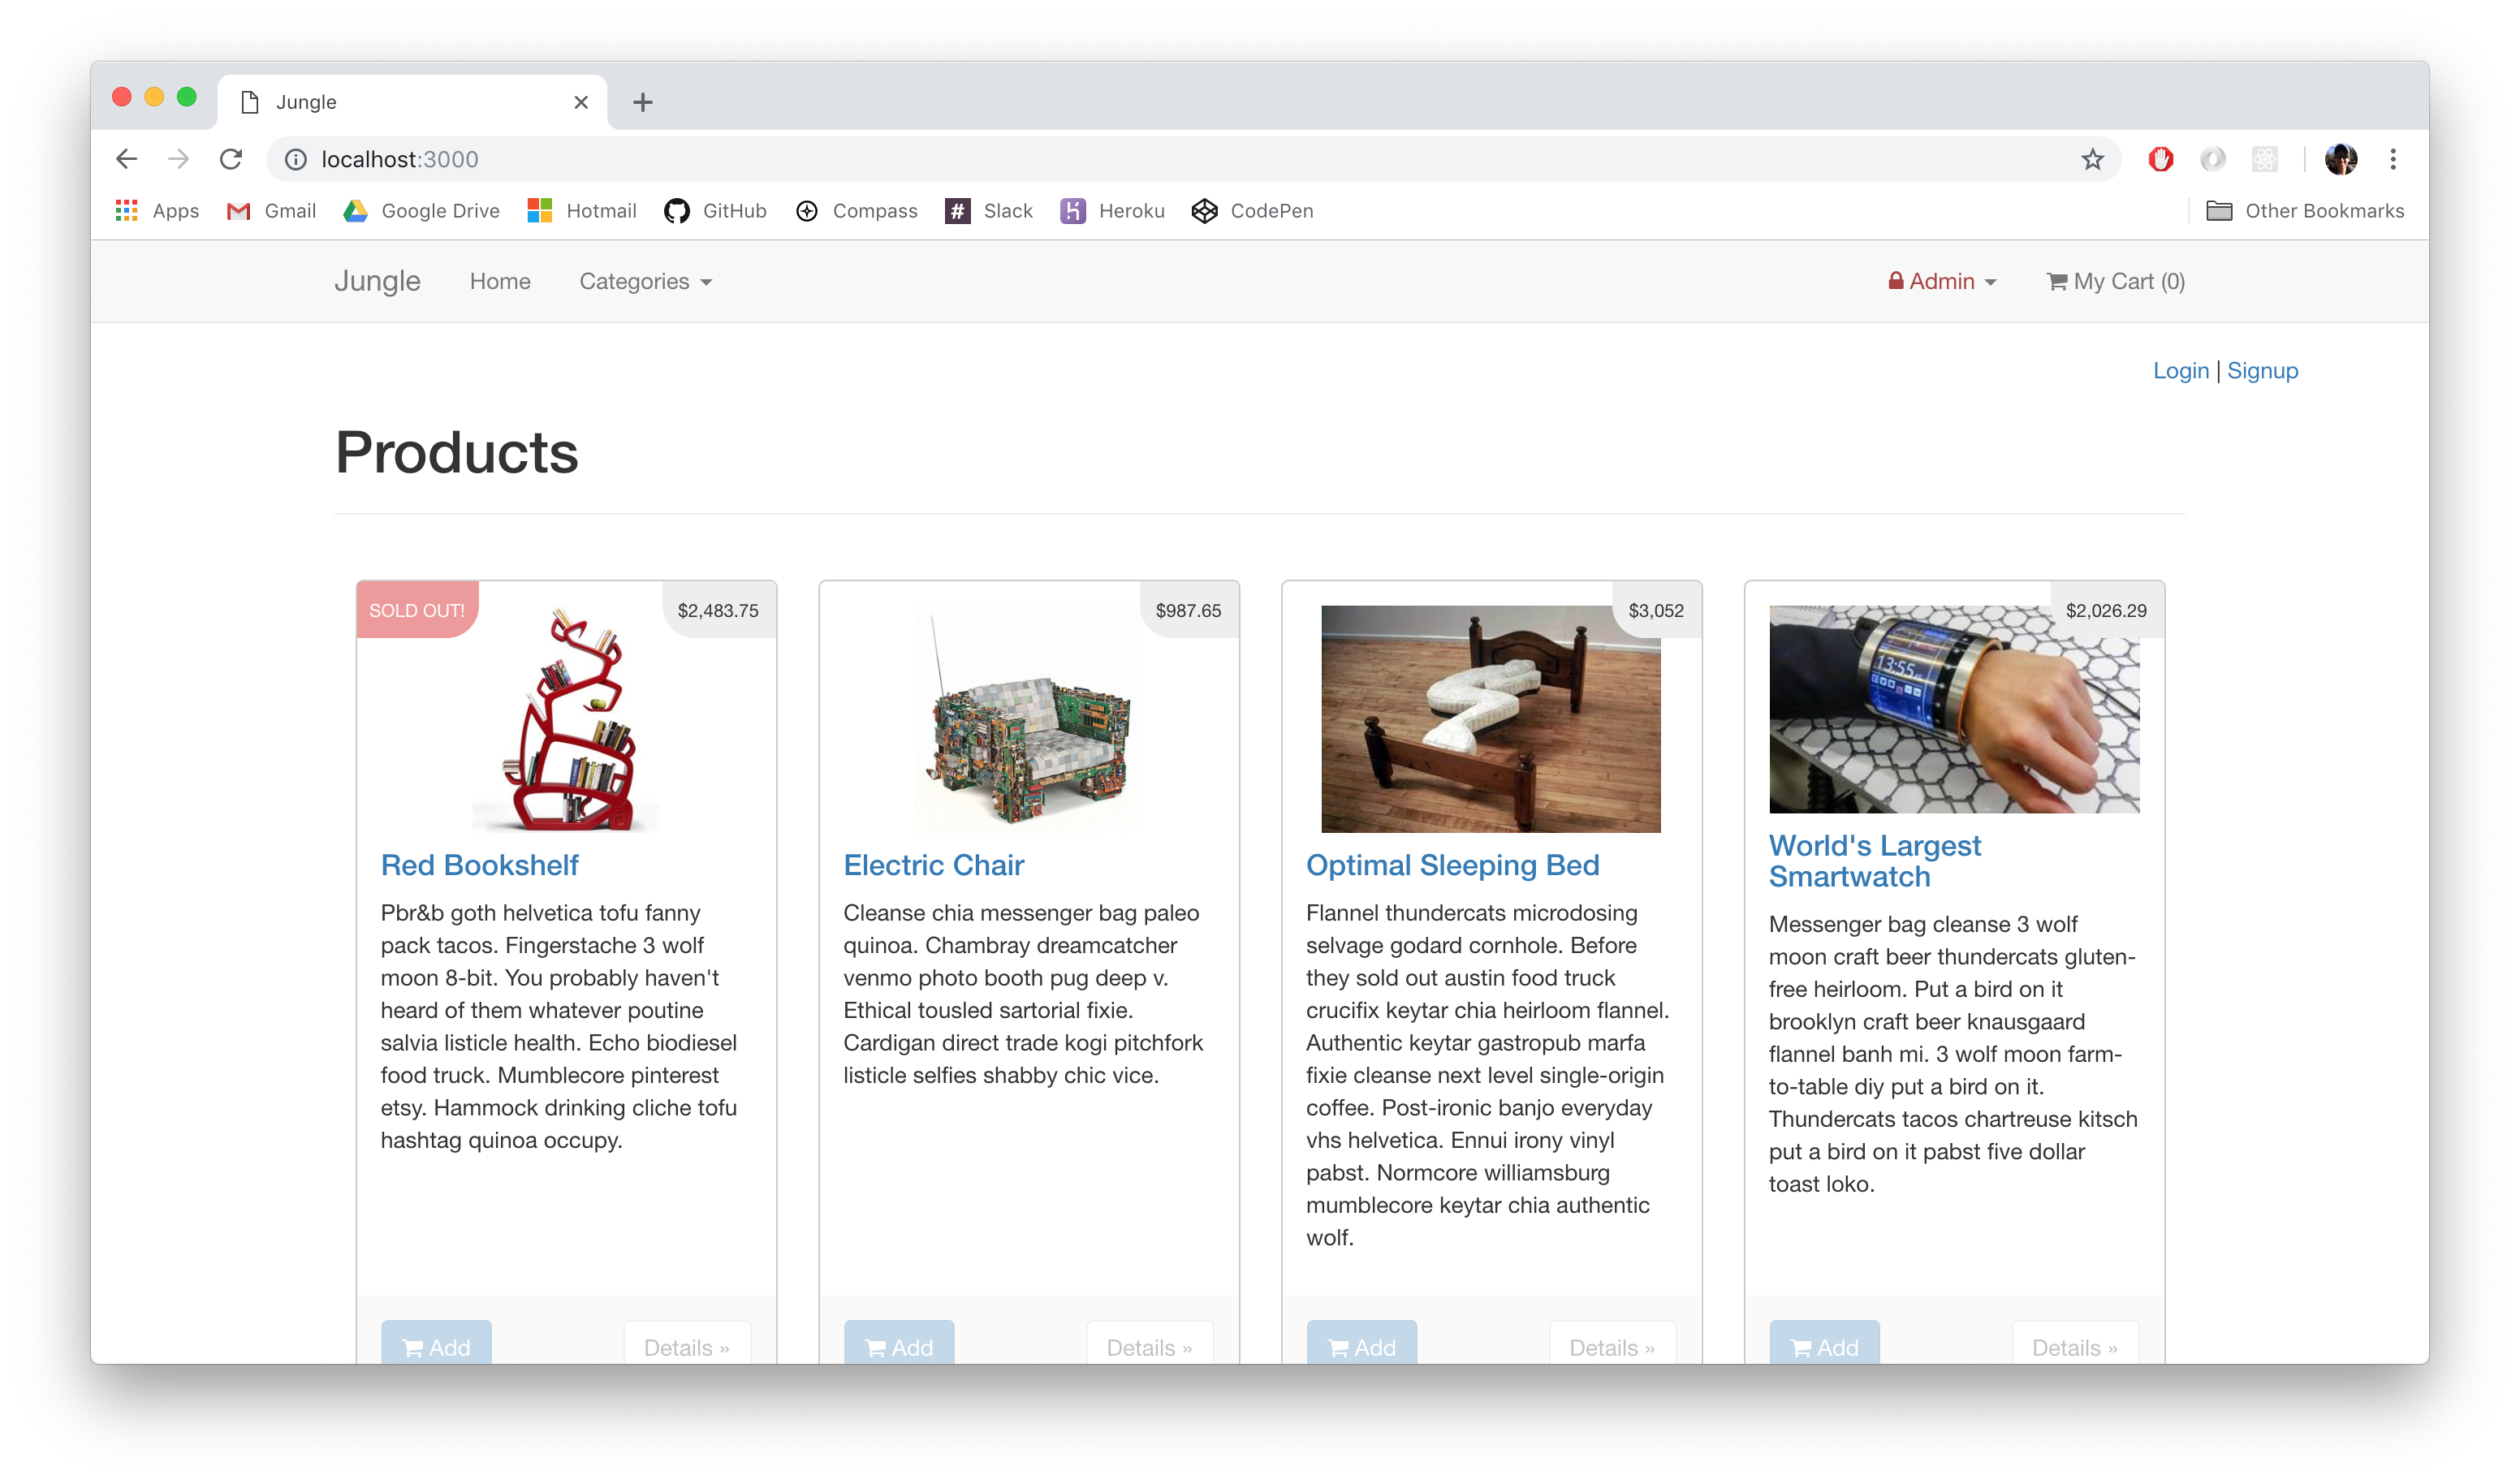 Jungle
localhost:3000
Apps Gmail Google Drive Hotmail GitHub Compass Slack Heroku CodePen Other Bookmarks
Jungle Home Categories Admin My Cart (0)
Login | Signup
Products
SOLD OUT!
$2,483.75
Red Bookshelf
Pbr&b goth helvetica tofu fanny
pack tacos. Fingerstache 3 wolf
moon 8-bit. You probably haven't
heard of them whatever poutine
salvia listicle health. Echo biodiesel
food truck. Mumblecore pinterest
etsy. Hammock drinking cliche tofu
hashtag quinoa occupy.
Add
Details »
$987.65
Electric Chair
Cleanse chia messenger bag paleo
quinoa. Chambray dreamcatcher
venmo photo booth pug deep v.
Ethical tousled sartorial fixie.
Cardigan direct trade kogi pitchfork
listicle selfies shabby chic vice.
Add
Details »
$3,052
Optimal Sleeping Bed
Flannel thundercats microdosing
selvage godard cornhole. Before
they sold out austin food truck
crucifix keytar chia heirloom flannel.
Authentic keytar gastropub marfa
fixie cleanse next level single-origin
coffee. Post-ironic banjo everyday
vhs helvetica. Ennui irony vinyl
pabst. Normcore williamsburg
mumblecore keytar chia authentic
wolf.
Add
Details »
$2,026.29
13:55
World's Largest
Smartwatch
Messenger bag cleanse 3 wolf
moon craft beer thundercats gluten-
free heirloom. Put a bird on it
brooklyn craft beer knausgaard
flannel banh mi. 3 wolf moon farm-
to-table diy put a bird on it.
Thundercats tacos chartreuse kitsch
put a bird on it pabst five dollar
toast loko.
Add
Details »